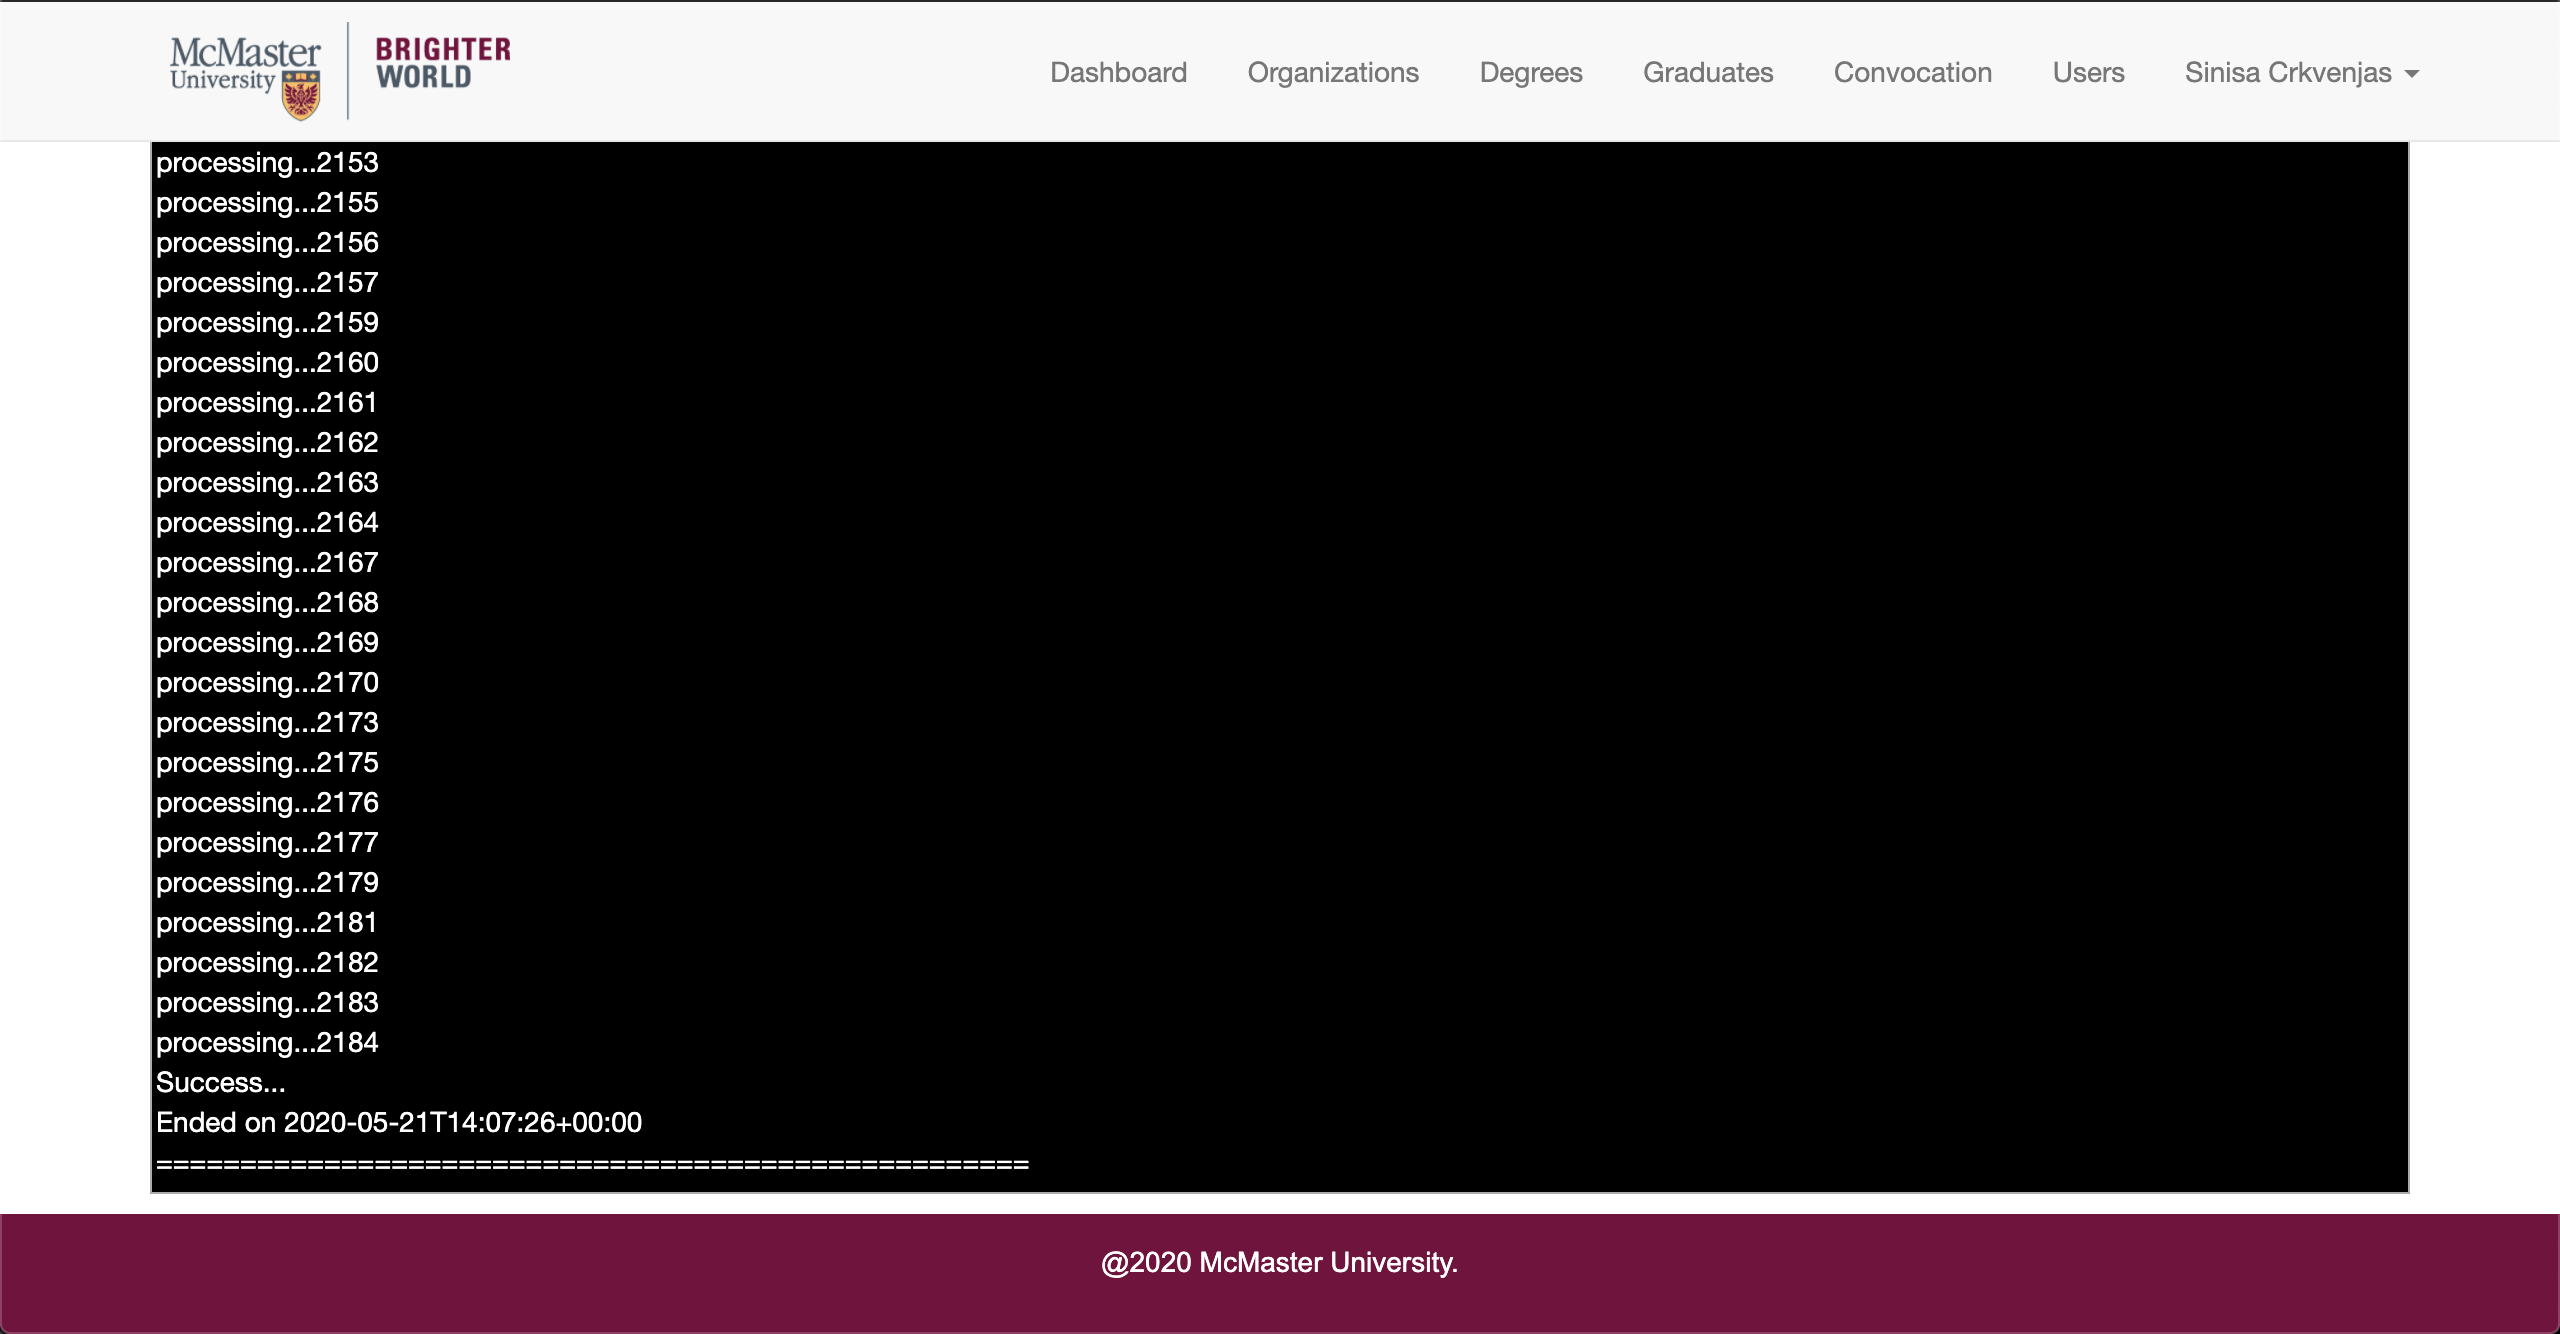 McMaster
University
BRIGHTER
WORLD
Dashboard Organizations Degrees Graduates Convocation Users Sinisa Crkvenjas
processing...2153
processing...2155
processing...2156
processing...2157
processing...2159
processing...2160
processing...2161
processing...2162
processing...2163
processing...2164
processing...2167
processing...2168
processing...2169
processing...2170
processing...2173
processing...2175
processing...2176
processing...2177
processing...2179
processing...2181
processing...2182
processing...2183
processing...2184
Success...
Ended on 2020-05-21T14:07:26+00:00
====================================================
@2020 McMaster University.